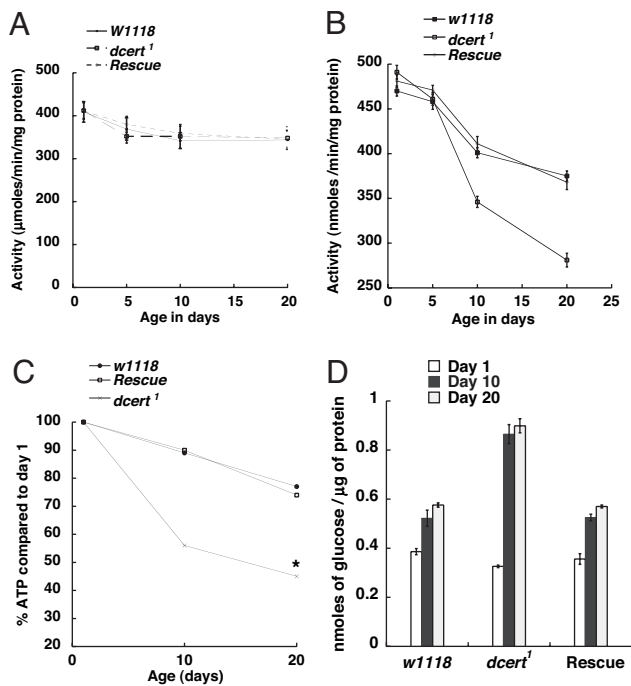 A
W1118
dcert 1
Rescue
500
400
300
200
100
0
0 5 10 15 20
Activity (µmoles/min/mg protein)
Age in days
B
w1118
dcert 1
Rescue
500
450
400
350
300
250
0 5 10 15 20 25
Activity (nmoles /min/mg protein)
Age in days
C
w1118
Rescue
dcert 1
100
90
80
70
60
50
40
30
20
0 10 20
*
% ATP compared to day 1
Age (days)
D
Day 1
Day 10
Day 20
1
0.8
0.6
0.4
0.2
0
nmoles of glucose / µg of protein
w1118 dcert1 Rescue